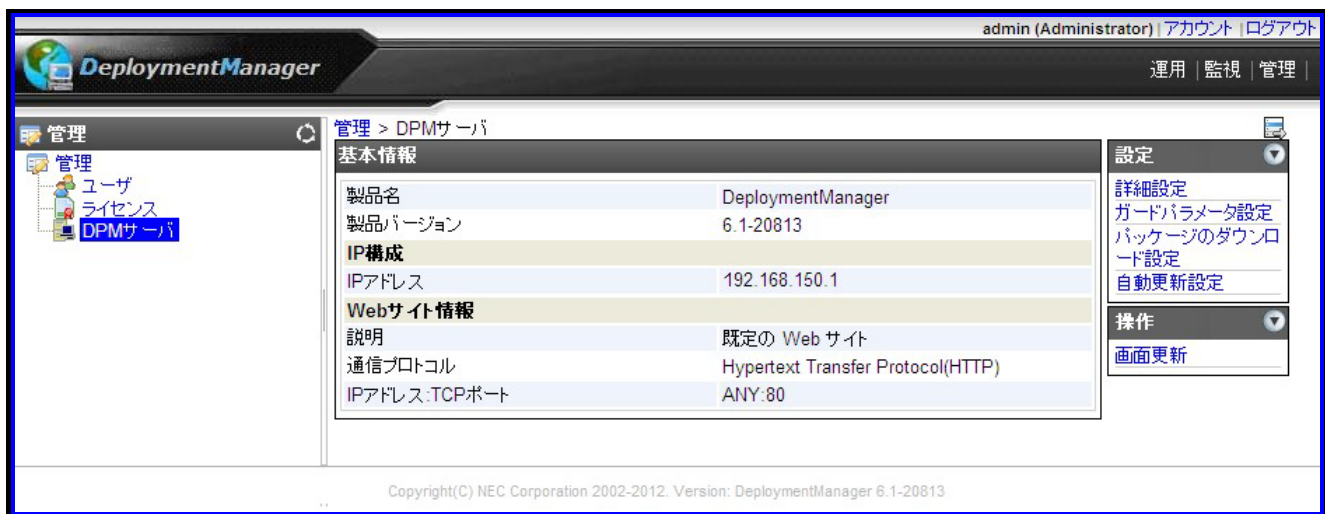 admin (Administrator) | アカウント | ログアウト
DeploymentManager
運用 | 監視 | 管理 |
管理
管理
ユーザ
ライセンス
DPMサーバ
管理 > DPMサーバ
基本情報
製品名 DeploymentManager
製品バージョン 6.1-20813
IP構成
IPアドレス 192.168.150.1
Webサイト情報
説明 既定の Web サイト
通信プロトコル Hypertext Transfer Protocol(HTTP)
IPアドレス:TCPポート ANY:80
設定
詳細設定
ガードパラメータ設定
パッケージのダウンロ
ード設定
自動更新設定
操作
画面更新
Copyright(C) NEC Corporation 2002-2012. Version: DeploymentManager 6.1-20813